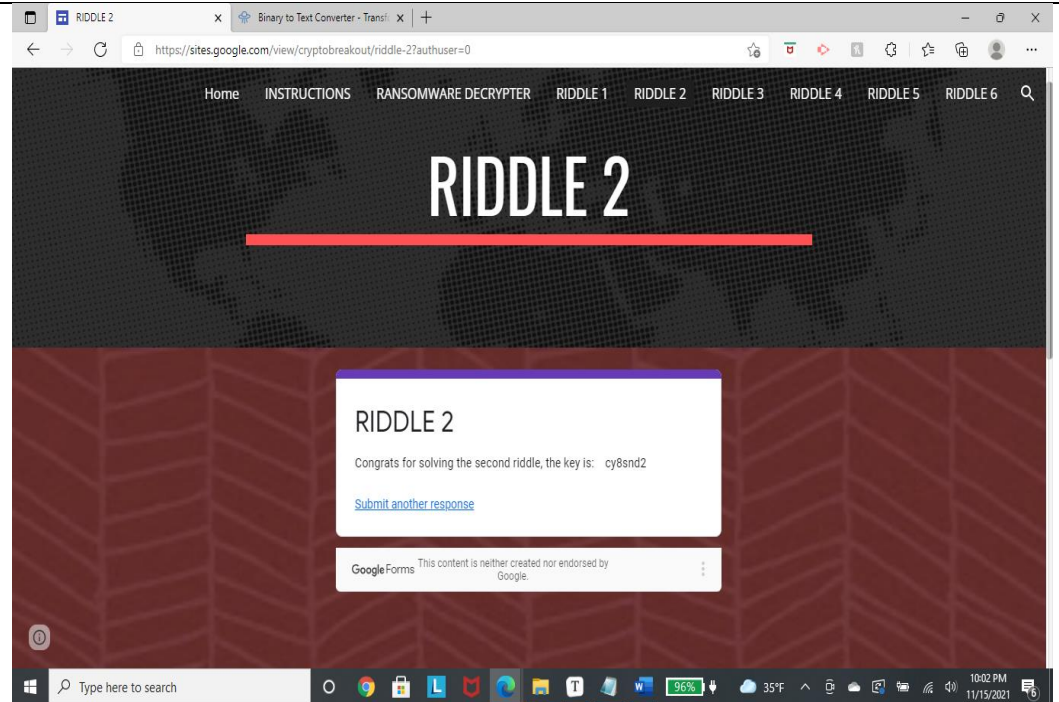 RIDDLE 2
Binary to Text Converter - Transf
https://sites.google.com/view/cryptobreakout/riddle-2?authuser=0
Home INSTRUCTIONS RANSOMWARE DECRYPTER RIDDLE 1 RIDDLE 2 RIDDLE 3 RIDDLE 4 RIDDLE 5 RIDDLE 6
RIDDLE 2
RIDDLE 2
Congrats for solving the second riddle, the key is: cy8snd2
Submit another response
Google Forms This content is neither created nor endorsed by
Google.
Type here to search
L T W 96% 35°F 10:02 PM
11/15/2021 6